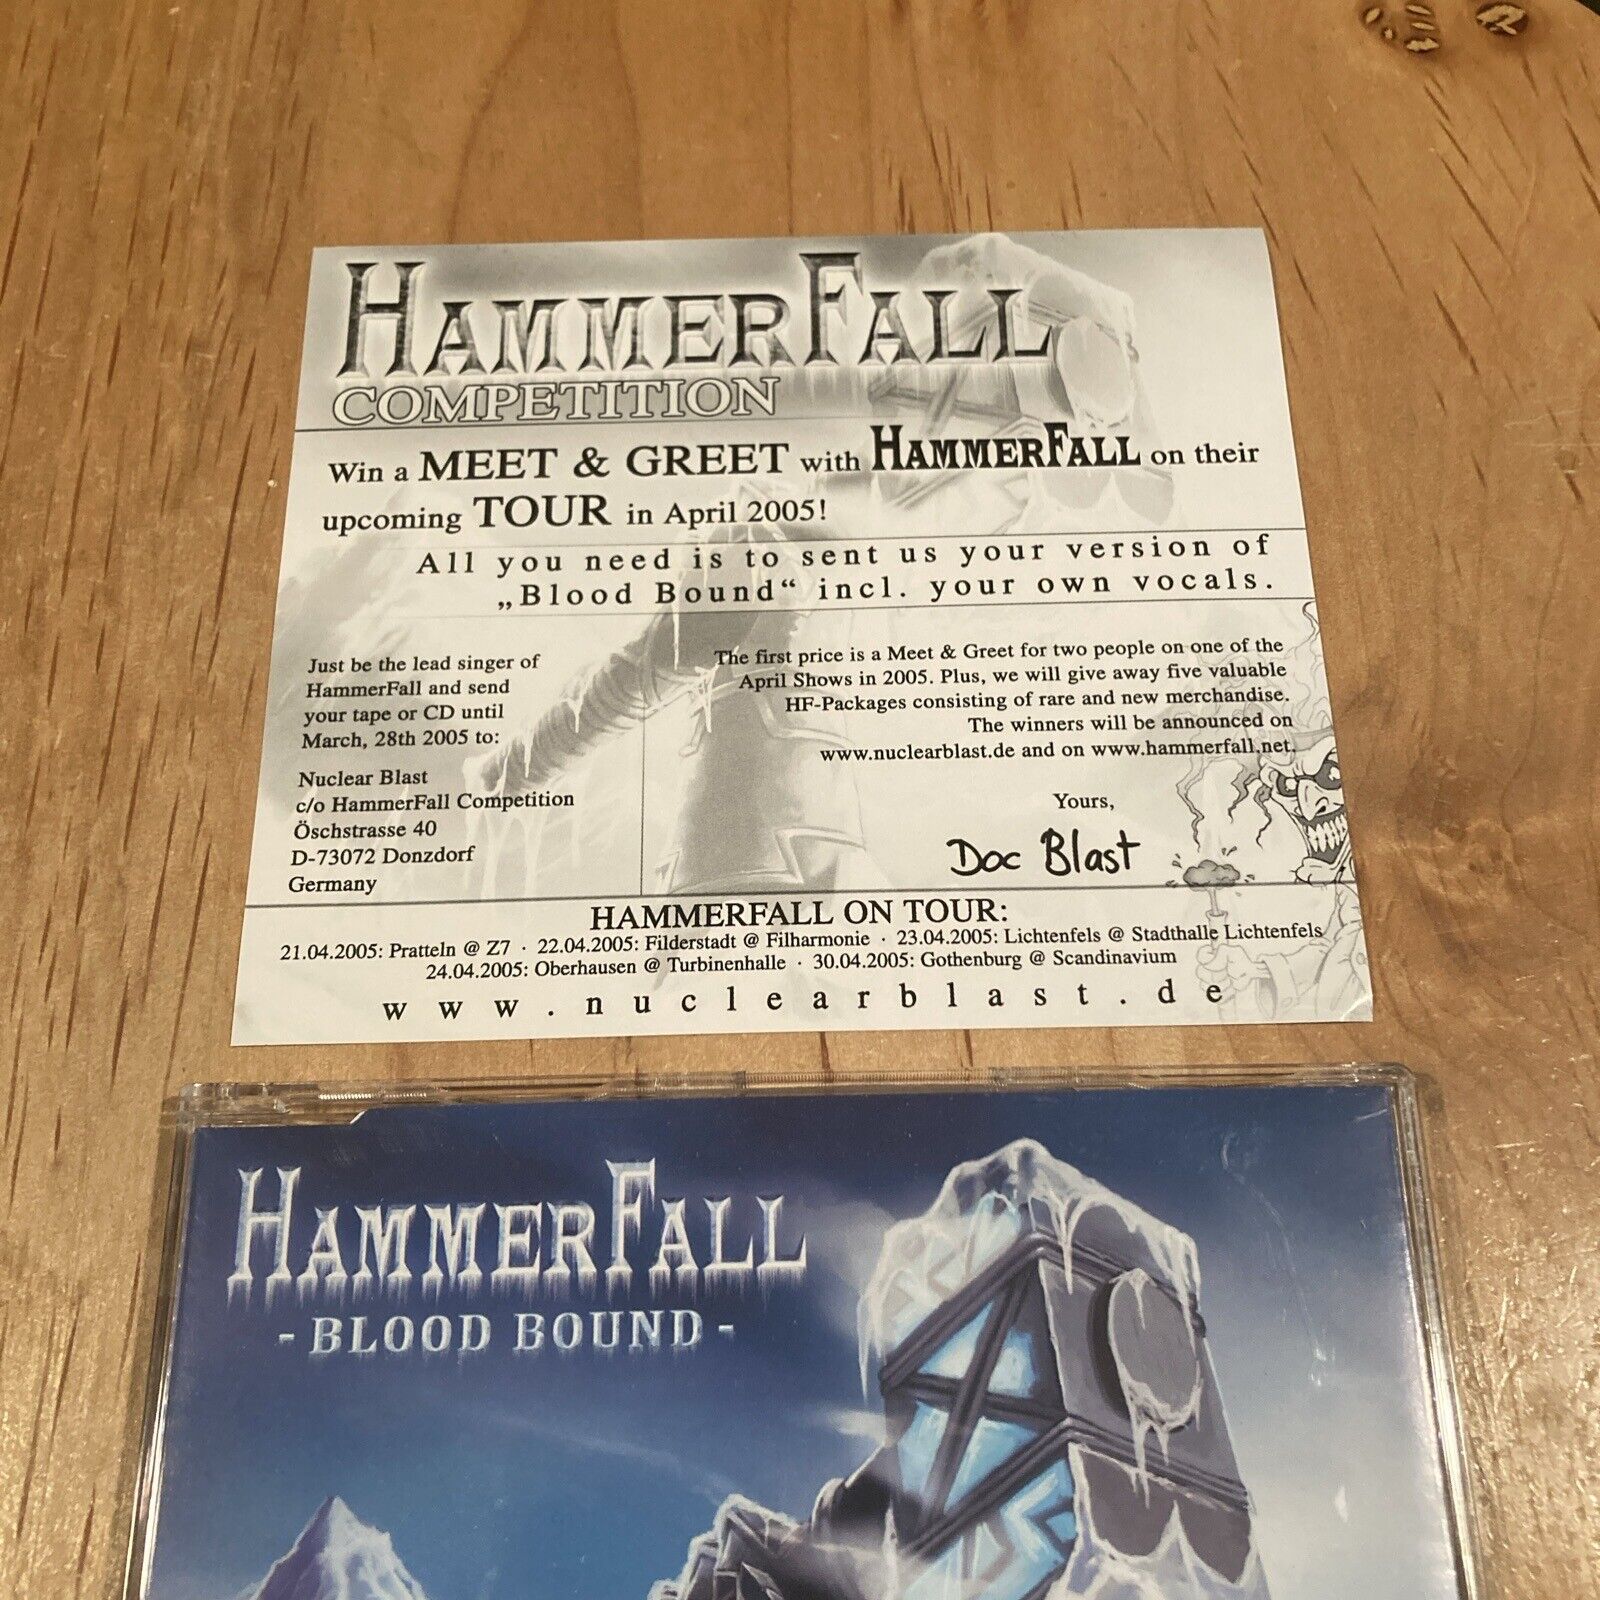 HAMMERFALL
COMPETITION
Win a MEET & GREET with HAMMERFALL on their
upcoming TOUR in April 2005!
All you need is to sent us your version of
„Blood Bound“ incl. your own vocals.
Just be the lead singer of
HammerFall and send
your tape or CD until
March, 28th 2005 to:
Nuclear Blast
c/o HammerFall Competition
Öschstrasse 40
D-73072 Donzdorf
Germany
The first price is a Meet & Greet for two people on one of the
April Shows in 2005. Plus, we will give away five valuable
HF-Packages consisting of rare and new merchandise.
The winners will be announced on
www.nuclearblast.de and on www.hammerfall.net.
Yours,
Doc Blast
HAMMERFALL ON TOUR:
21.04.2005: Pratteln @ Z7 · 22.04.2005: Filderstadt @ Filharmonie · 23.04.2005: Lichtenfels @ Stadthalle Lichtenfels
24.04.2005: Oberhausen @ Turbinenhalle · 30.04.2005: Gothenburg @ Scandinavium
www.nuclearblast.de
HAMMERFALL
- BLOOD BOUND -